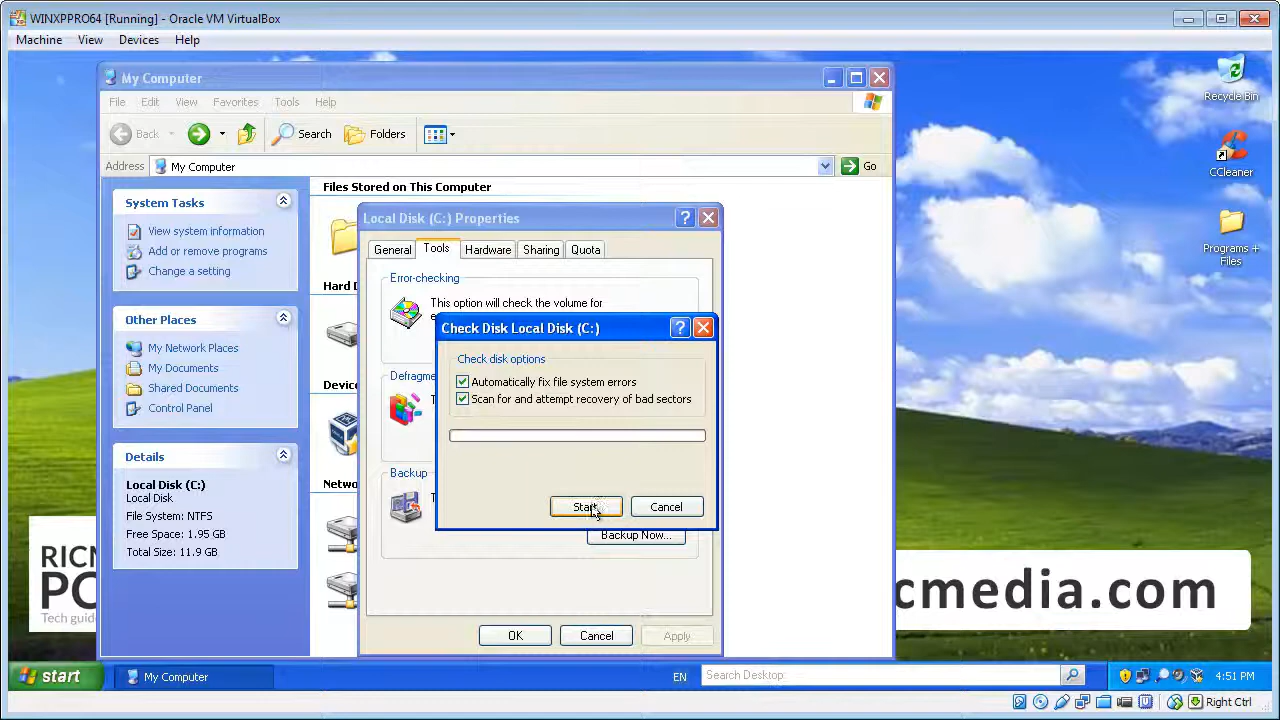 WINXPPRO64 [Running] - Oracle VM VirtualBox
Machine View Devices Help
My Computer
File Edit View Favorites Tools Help
Back Search Folders
Address My Computer Go
Recycle Bin
CCleaner
Programs +
Files
System Tasks
View system information
Add or remove programs
Change a setting
Other Places
My Network Places
My Documents
Shared Documents
Control Panel
Details
Local Disk (C:)
Local Disk
File System: NTFS
Free Space: 1.95 GB
Total Size: 11.9 GB
Files Stored on This Computer
Hard D
Device
Netwo
Local Disk (C:) Properties
General Tools Hardware Sharing Quota
Error-checking
This option will check the volume for
Defragme
Backup
Backup Now...
OK Cancel Apply
Check Disk Local Disk (C:)
Check disk options
Automatically fix file system errors
Scan for and attempt recovery of bad sectors
Start Cancel
RICM
PC
Tech guide
cmedia.com
start My Computer EN Search Desktop 4:51 PM
Right Ctrl